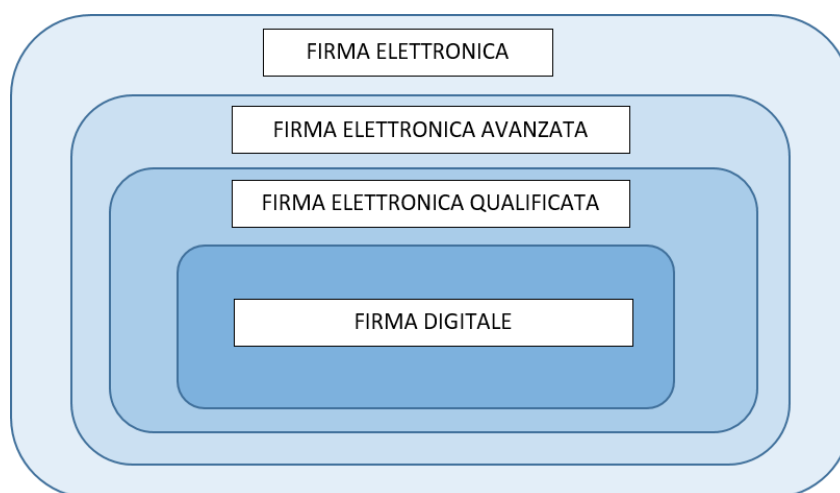 FIRMA ELETTRONICA
FIRMA ELETTRONICA AVANZATA
FIRMA ELETTRONICA QUALIFICATA
FIRMA DIGITALE